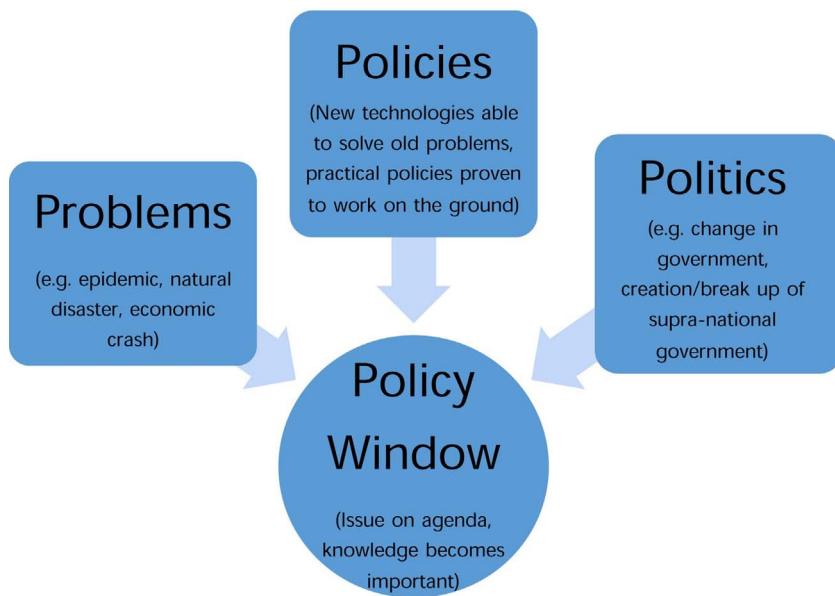 Problems
(e.g. epidemic, natural
disaster, economic
crash)
Policies
(New technologies able
to solve old problems,
practical policies proven
to work on the ground)
Politics
(e.g. change in
government,
creation/break up of
supra-national
government)
Policy
Window
(Issue on agenda,
knowledge becomes
important)